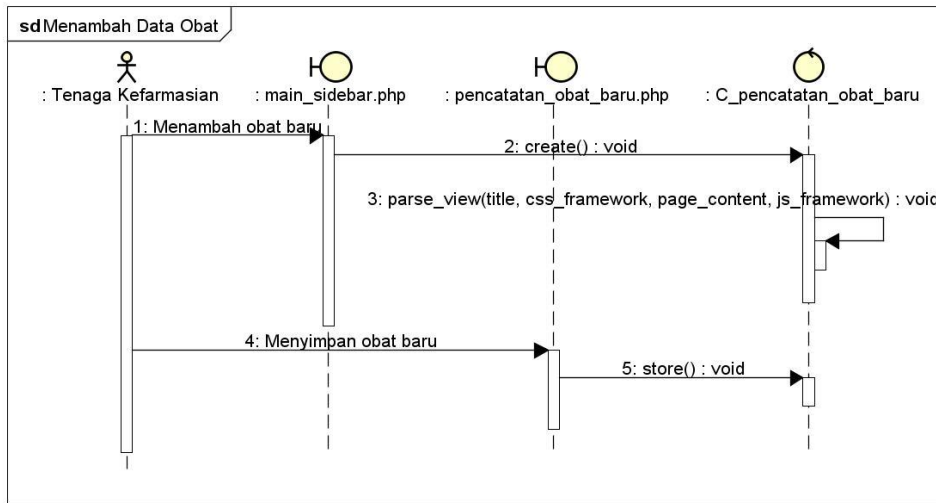 sd Menambah Data Obat
: Tenaga Kefarmasian
: main_sidebar.php
: pencatatan_obat_baru.php
: C_pencatatan_obat_baru
1: Menambah obat baru
2: create() : void
3: parse_view(title, css_framework, page_content, js_framework) : void
4: Menyimpan obat baru
5: store() : void